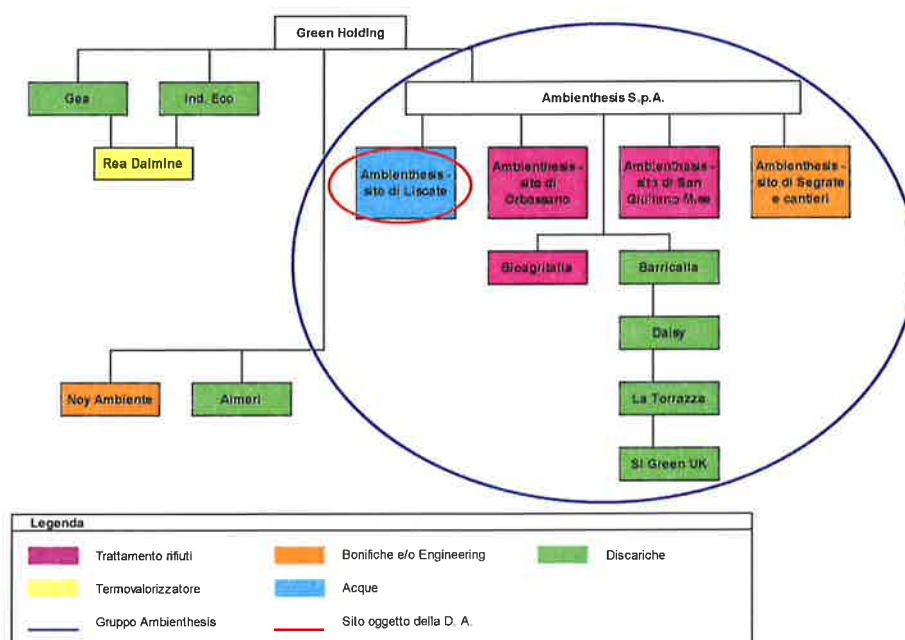 Green Holding
Gea
Ind. Eco
Ambienthesis S.p.A.
Rea Dalmine
Ambienthesis -
sito di Liscate
Ambienthesis -
sito di
Orbassano
Ambienthesis -
sito di San
Giuliano M.se
Ambienthesis -
sito di Segrate
e cantieri
Bioagritalia
Barricalla
Daisy
Noy Ambiente
Aimeri
La Torrazza
SI Green UK
Legenda
Trattamento rifiuti
Bonifiche e/o Engineering
Discariche
Termovalorizzatore
Acque
Gruppo Ambienthesis
Sito oggetto della D. A.